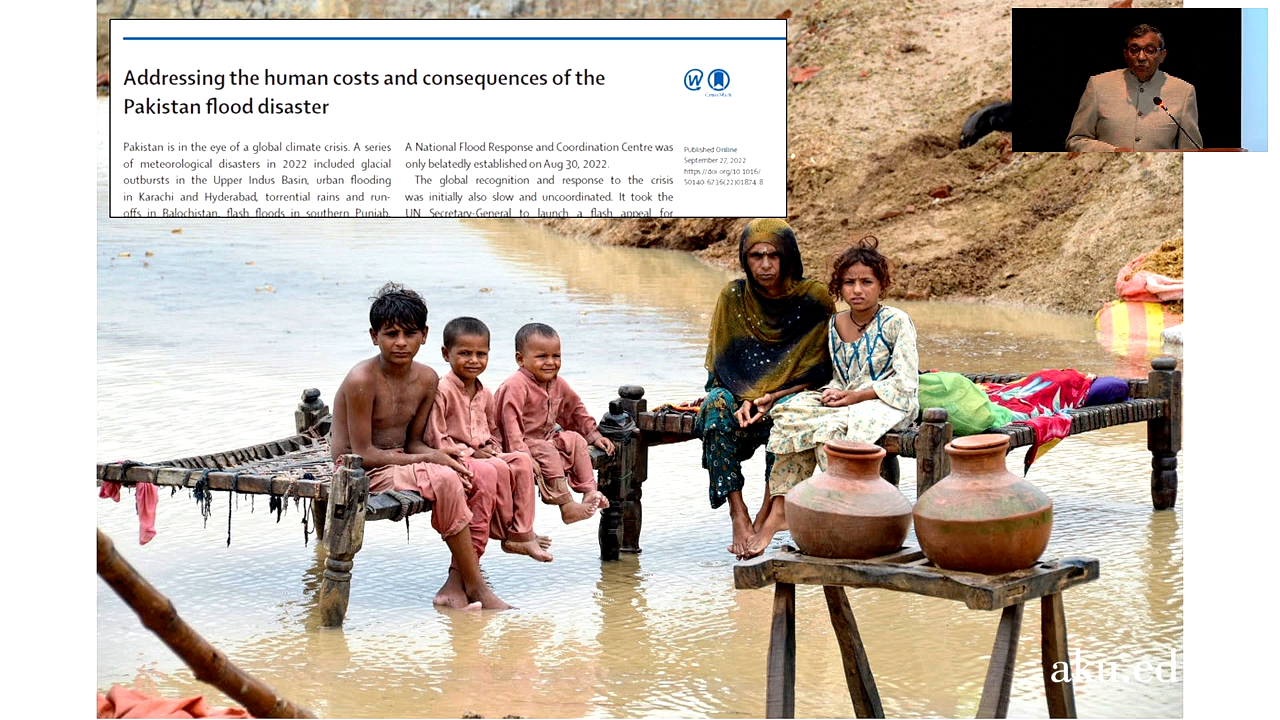 Addressing the human costs and consequences of the
Pakistan flood disaster
Pakistan is in the eye of a global climate crisis. A series
of meteorological disasters in 2022 included glacial
outbursts in the Upper Indus Basin, urban flooding
in Karachi and Hyderabad, torrential rains and run-
offs in Balochistan, flash floods in southern Punjab,
A National Flood Response and Coordination Centre was
only belatedly established on Aug 30, 2022.
The global recognition and response to the crisis
was initially also slow and uncoordinated. It took the
UN Secretary-General to launch a flash appeal for
W
CrossMark
Published Online
September 27, 2022
https://doi.org/10.1016/
S0140-6736(22)01874-8
aku.ed